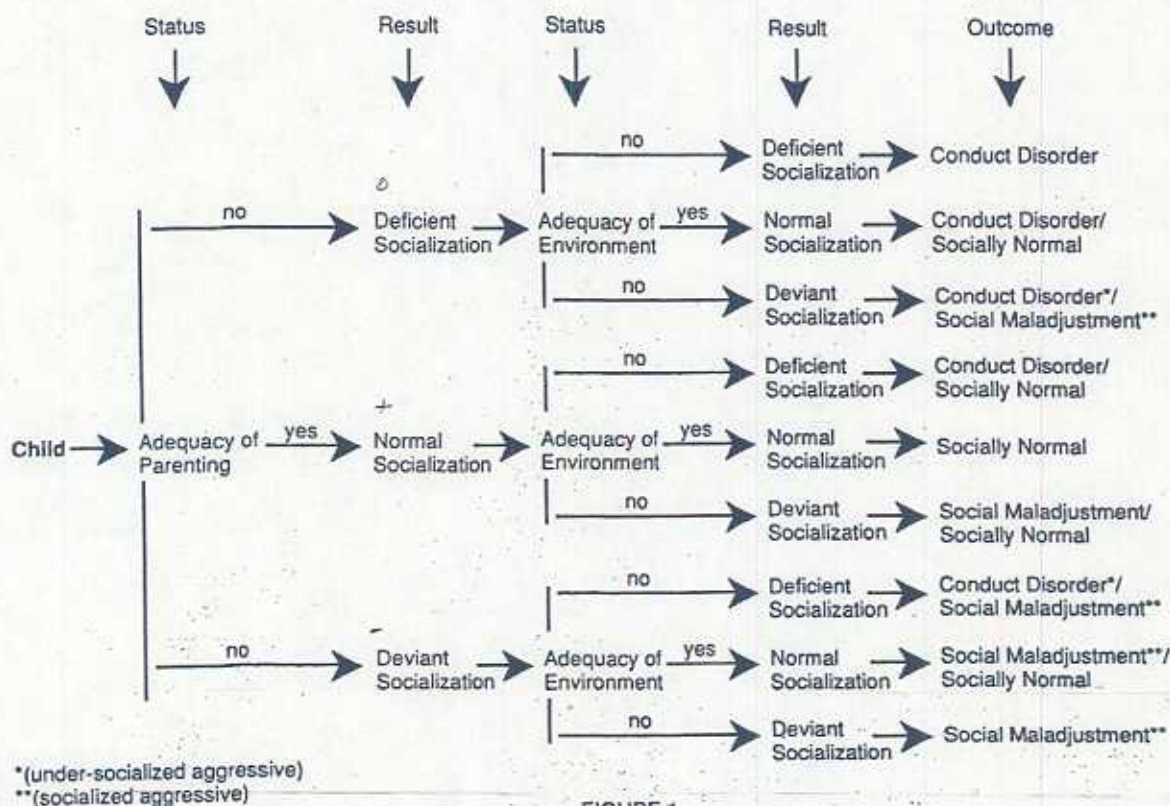 Status Result Status Result Outcome
no Deficient Socialization Conduct Disorder
no Deficient Socialization Adequacy of Environment yes Normal Socialization Conduct Disorder/ Socially Normal
no Deviant Socialization Conduct Disorder*/ Social Maladjustment**
no Deficient Socialization Conduct Disorder/ Socially Normal
Child Adequacy of Parenting yes + Normal Socialization Adequacy of Environment yes Normal Socialization Socially Normal
no Deviant Socialization Social Maladjustment/ Socially Normal
no Deficient Socialization Conduct Disorder*/ Social Maladjustment**
no - Deviant Socialization Adequacy of Environment yes Normal Socialization Social Maladjustment**/ Socially Normal
no Deviant Socialization Social Maladjustment**
*(under-socialized aggressive)
**(socialized aggressive)